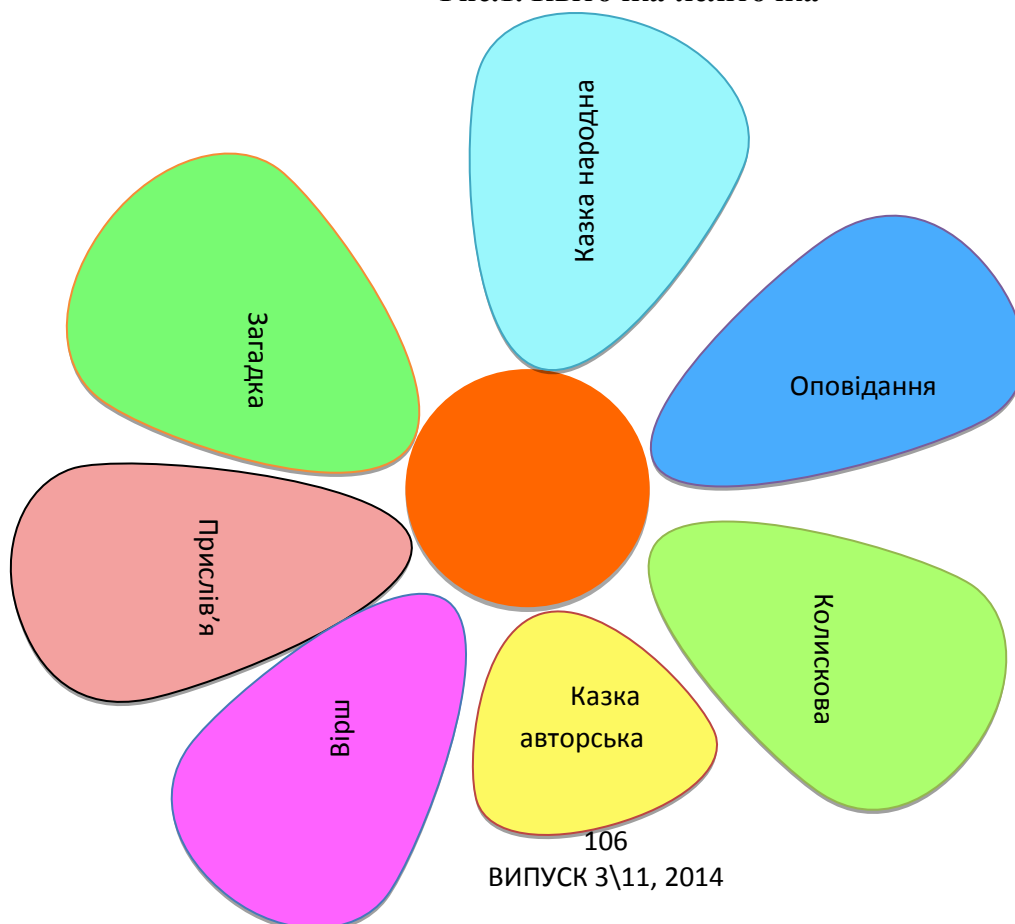 Казка народна
Оповідання
Загадка
Прислів’я
Колискова
Вірш
Казка
авторська
106
ВИПУСК 3\11, 2014